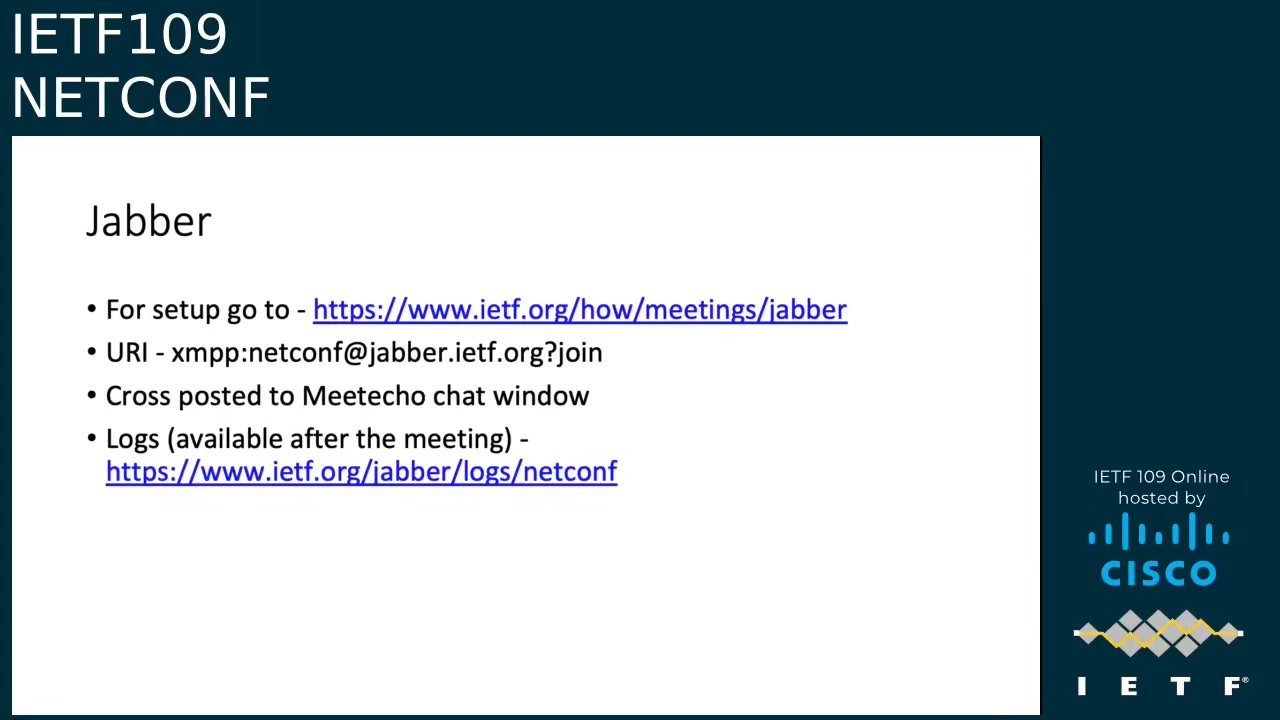 IETF109
NETCONF
Jabber
• For setup go to - https://www.ietf.org/how/meetings/jabber
• URI - xmpp:netconf@jabber.ietf.org?join
• Cross posted to Meetecho chat window
• Logs (available after the meeting) -
https://www.ietf.org/jabber/logs/netconf
IETF 109 Online
hosted by
CISCO
I E T F®